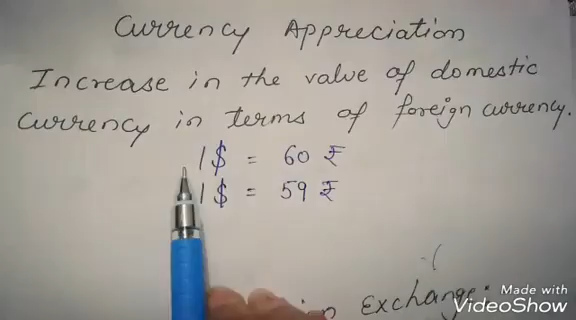 Currency Appreciation
Increase in the value of domestic
currency in terms of foreign currency.
1 $ = 60 ₹
1 $ = 59 ₹
Exchange
Made with
VideoShow